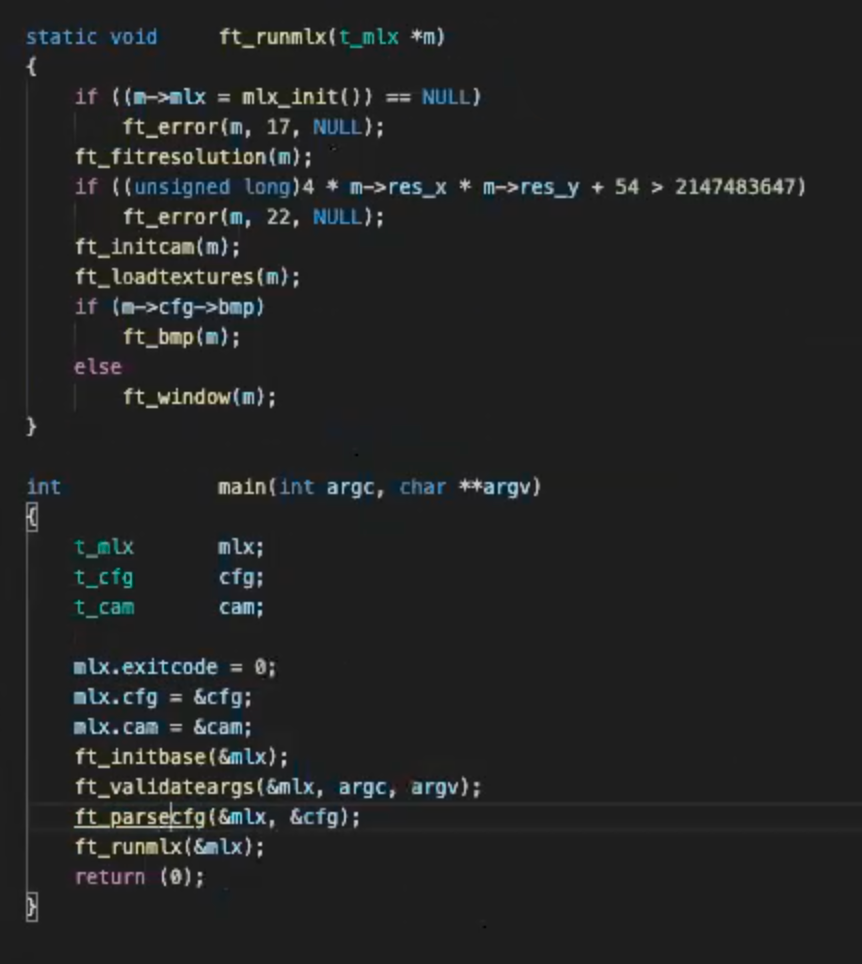 static void ft_runmlx(t_mlx *m)
{
if ((m->mlx = mlx_init()) == NULL)
ft_error(m, 17, NULL);
ft_fitresolution(m);
if ((unsigned long)4 * m->res_x * m->res_y + 54 > 2147483647)
ft_error(m, 22, NULL);
ft_initcam(m);
ft_loadtextures(m);
if (m->cfg->bmp)
ft_bmp(m);
else
ft_window(m);
}
int main(int argc, char **argv)
{
t_mlx mlx;
t_cfg cfg;
t_cam cam;
mlx.exitcode = 0;
mlx.cfg = &cfg;
mlx.cam = &cam;
ft_initbase(&mlx);
ft_validateargs(&mlx, argc, argv);
ft_parsecfg(&mlx, &cfg);
ft_runmlx(&mlx);
return (0);
}